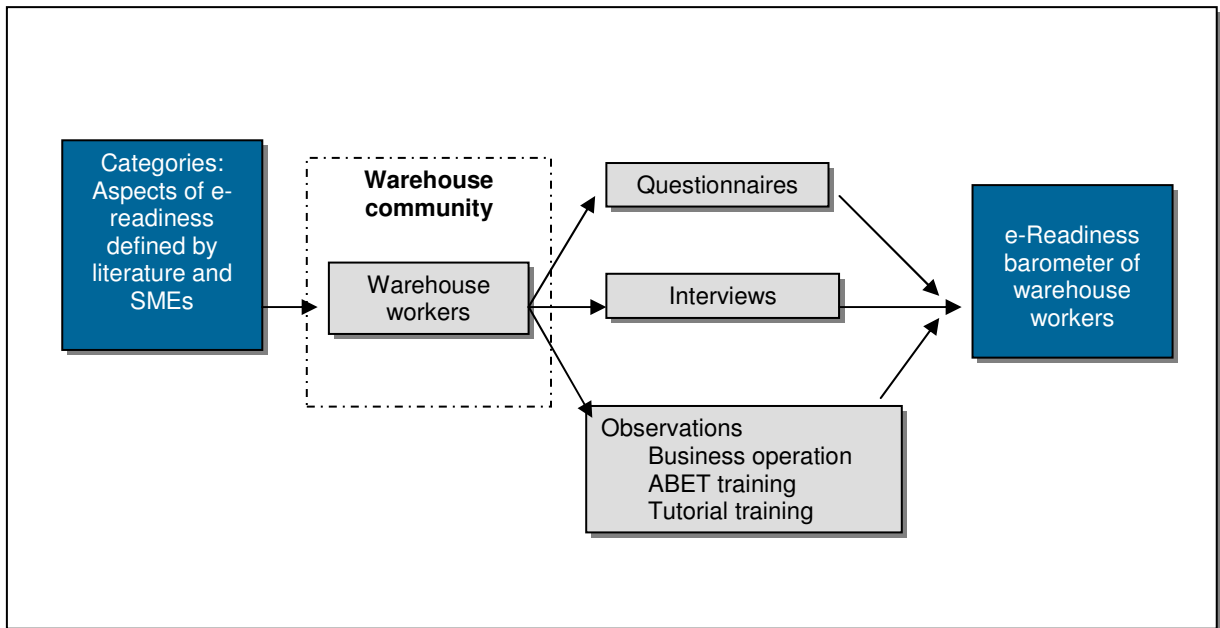 Categories:
Aspects of e-
readiness
defined by
literature and
SMEs
Warehouse
community
Warehouse
workers
Questionnaires
Interviews
Observations
Business operation
ABET training
Tutorial training
e-Readiness
barometer of
warehouse
workers